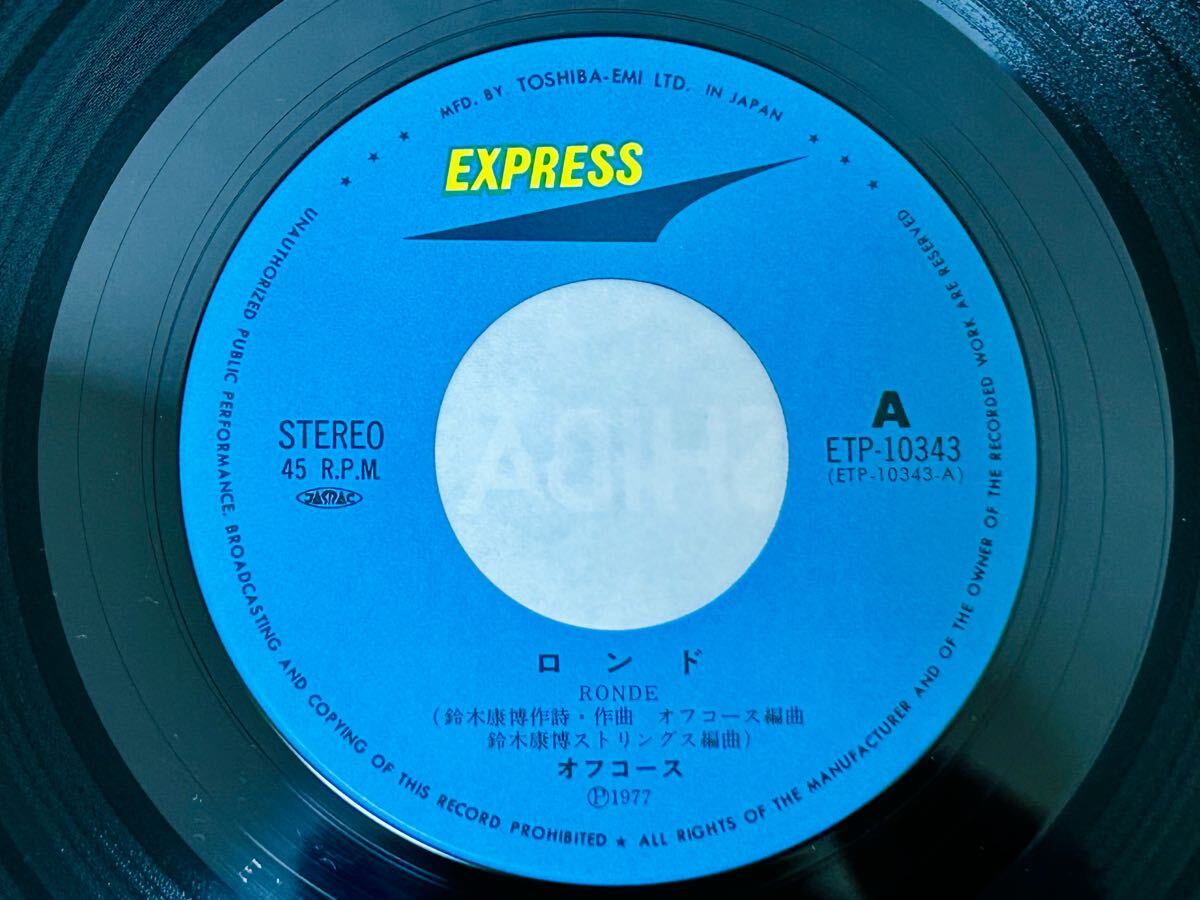 MFD. BY TOSHIBA-EMI LTD. IN JAPAN
EXPRESS
STEREO
45 R.P.M.
JASRAC
A
ETP-10343
(ETP-10343-A)
ロンド
RONDE
(鈴木康博作詩・作曲 オフコース編曲
鈴木康博ストリングス編曲)
オフコース
Ⓟ1977
UNAUTHORIZED PUBLIC PERFORMANCE, BROADCASTING AND COPYING OF THIS RECORD PROHIBITED ★ ALL RIGHTS OF THE MANUFACTURER AND OF THE OWNER OF THE RECORDED WORK ARE RESERVED